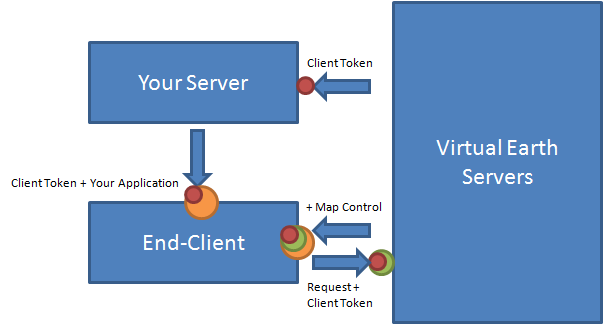 Client Token
Your Server
Virtual Earth
Servers
Client Token + Your Application
+ Map Control
End-Client
Request +
Client Token